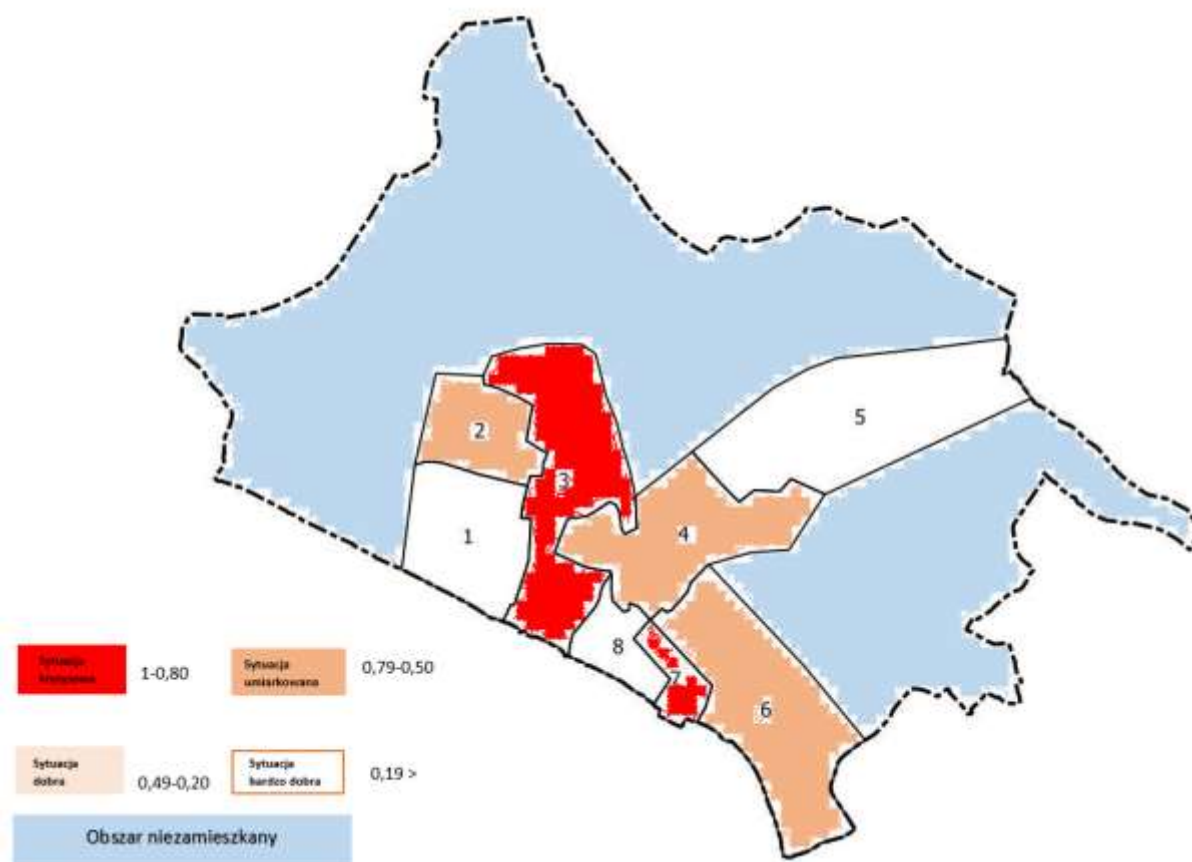 5
2
3
4
1
8
7
6
Sytuacja
1-0,80
Sytuacja
umiarkowana
0,79-0,50
Sytuacja
dobra
0,49-0,20
Sytuacja
bardzo dobra
0,19 >
Obszar niezamieszkany